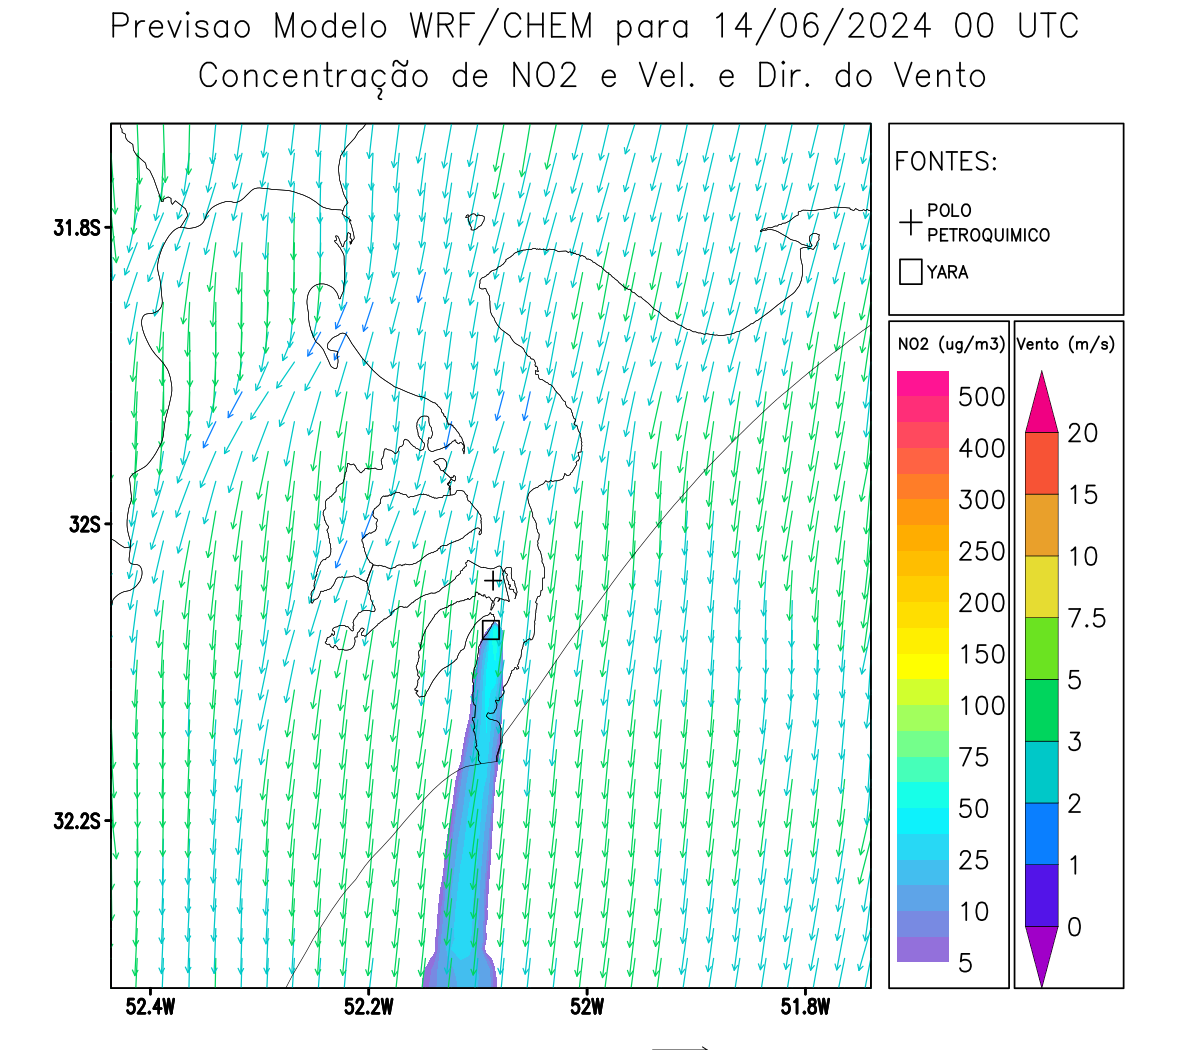 Previsao Modelo WRF/CHEM para 14/06/2024 00 UTC
Concentração de NO2 e Vel. e Dir. do Vento
FONTES:
POLO
PETROQUIMICO
YARA
NO2 (ug/m3)
500
400
300
250
200
150
100
75
50
25
10
5
Vento (m/s)
20
15
10
7.5
5
3
2
1
0
31.8S
32S
32.2S
52.4W 52.2W 52W 51.8W